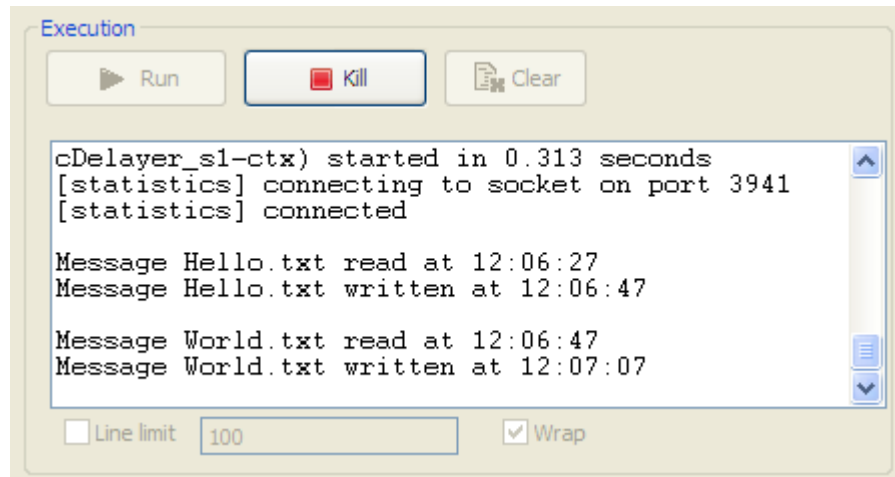 Execution
Run Kill Clear
cDelayer_s1-ctx) started in 0.313 seconds
[statistics] connecting to socket on port 3941
[statistics] connected
Message Hello.txt read at 12:06:27
Message Hello.txt written at 12:06:47
Message World.txt read at 12:06:47
Message World.txt written at 12:07:07
Line limit 100 Wrap